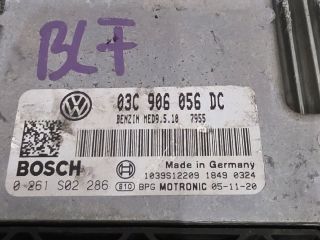 BLF
03C 906 056 DC
BENZIN MED9.5.10 7955
BOSCH
Made in Germany
1039S12209 1849 0324
0 261 S02 286 810 BPG MOTRONIC 05-11-20